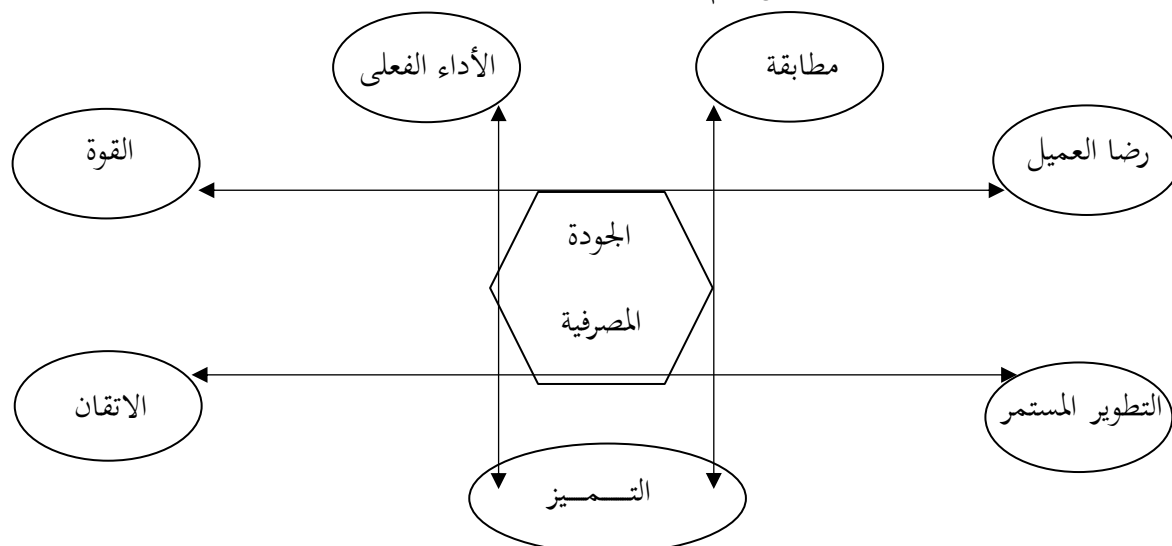 مطابقة
الأداء الفعلى
رضا العميل
القوة
الجودة
المصرفية
التطوير المستمر
الاتقان
التـــمـــيز